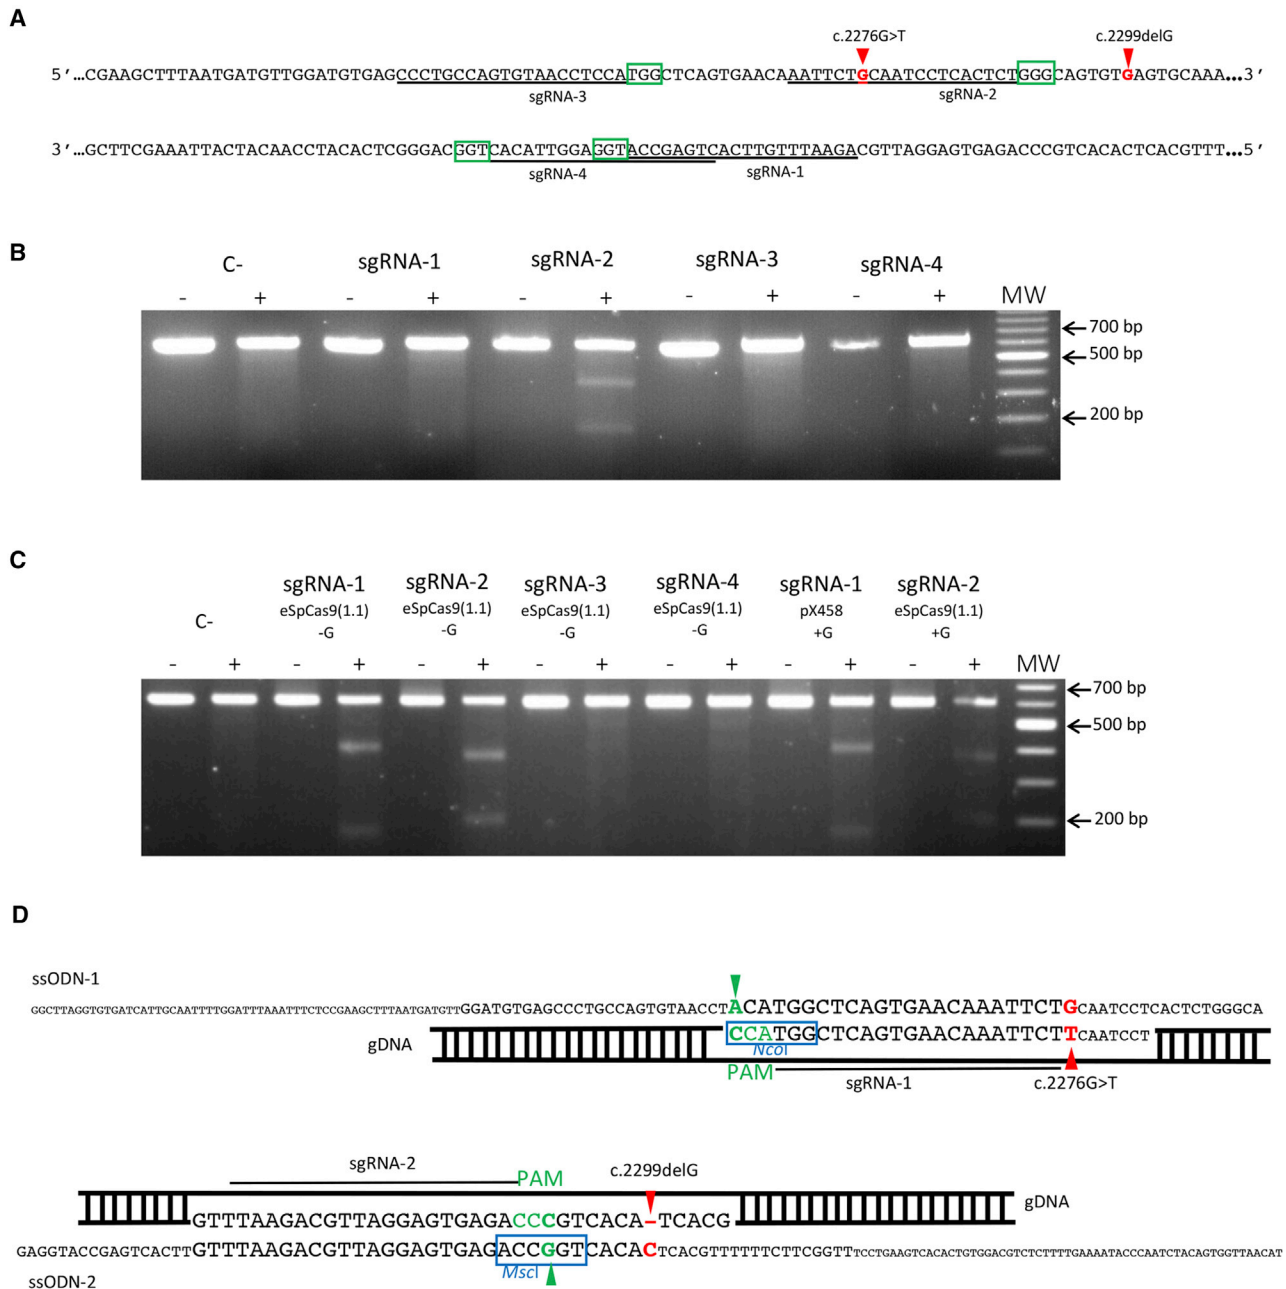 A
c.2276G>T c.2299delG
5′...CGAAGCTTTAATGATGTTGGATGTGAGCCCTGCCAGTGTAACCTCCATGGCTCAGTGAACAAATTCTGCAATCCTCACTCTGGGCAGTGTGAGTGCAAA...3′
sgRNA-3 sgRNA-2
3′...GCTTCGAAATTACTACAACCTACACTCGGGACGGTCACATTGGAGGTACCGAGTCACTTGTTTAAGACGTTAGGAGTGAGACCCGTCACACTCACGTTT...5′
sgRNA-4 sgRNA-1
B
C- sgRNA-1 sgRNA-2 sgRNA-3 sgRNA-4
- + - + - + - + - + MW
700 bp
500 bp
200 bp
C
C- sgRNA-1 sgRNA-2 sgRNA-3 sgRNA-4 sgRNA-1 sgRNA-2
eSpCas9(1.1) eSpCas9(1.1) eSpCas9(1.1) eSpCas9(1.1) pX458 eSpCas9(1.1)
-G -G -G -G +G +G
- + - + - + - + - + - + - + MW
700 bp
500 bp
200 bp
D
ssODN-1
GGCTTAGGTGTGATCATTGCAATTTTGGATTTAAATTTCTCCGAAGCTTTAATGATGTTGGATGTGAGCCCTGCCAGTGTAACCTACATGGCTCAGTGAACAAATTCTGCAATCCTCACTCTGGGCA
gDNA CCATGGCTCAGTGAACAAATTCTTCAATCCT
NcoI
PAM sgRNA-1 c.2276G>T
sgRNA-2 PAM c.2299delG
gDNA
GTTTAAGACGTTAGGAGTGAGACCCGTCACA–TCACG
GAGGTACCGAGTCACTTGTTTAAGACGTTAGGAGTGAGACCGGTCACACTCACGTTTTTTCTTCGGTTTCCTGAAGTCACACTGTGGACGTCTCTTTTGAAAATACCCAATCTACAGTGGTTAACAT
MscI
ssODN-2